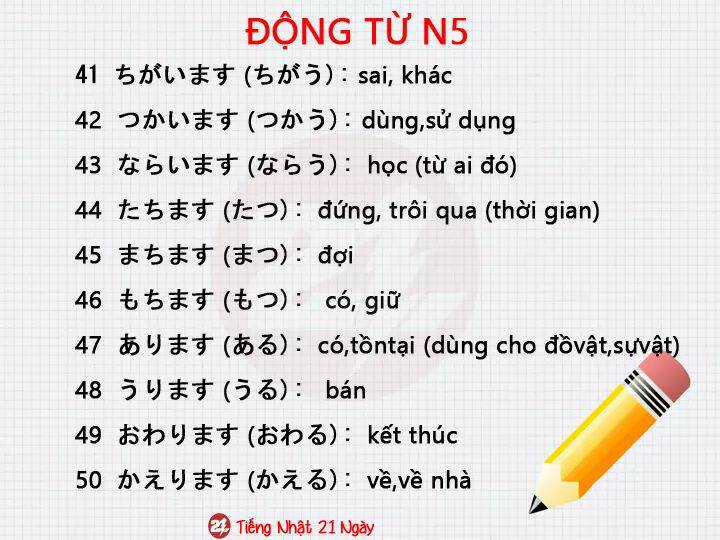 ĐỘNG TỪ N5
41 ちがいます (ちがう) : sai, khác
42 つかいます (つかう) : dùng,sử dụng
43 ならいます (ならう) : học (từ ai đó)
44 たちます (たつ) : đứng, trôi qua (thời gian)
45 まちます (まつ) : đợi
46 もちます (もつ) : có, giữ
47 あります (ある) : có,tồntại (dùng cho đồvật,sựvật)
48 うります (うる) : bán
49 おわります (おわる) : kết thúc
50 かえります (かえる) : về,về nhà
21 Tiếng Nhật 21 Ngày